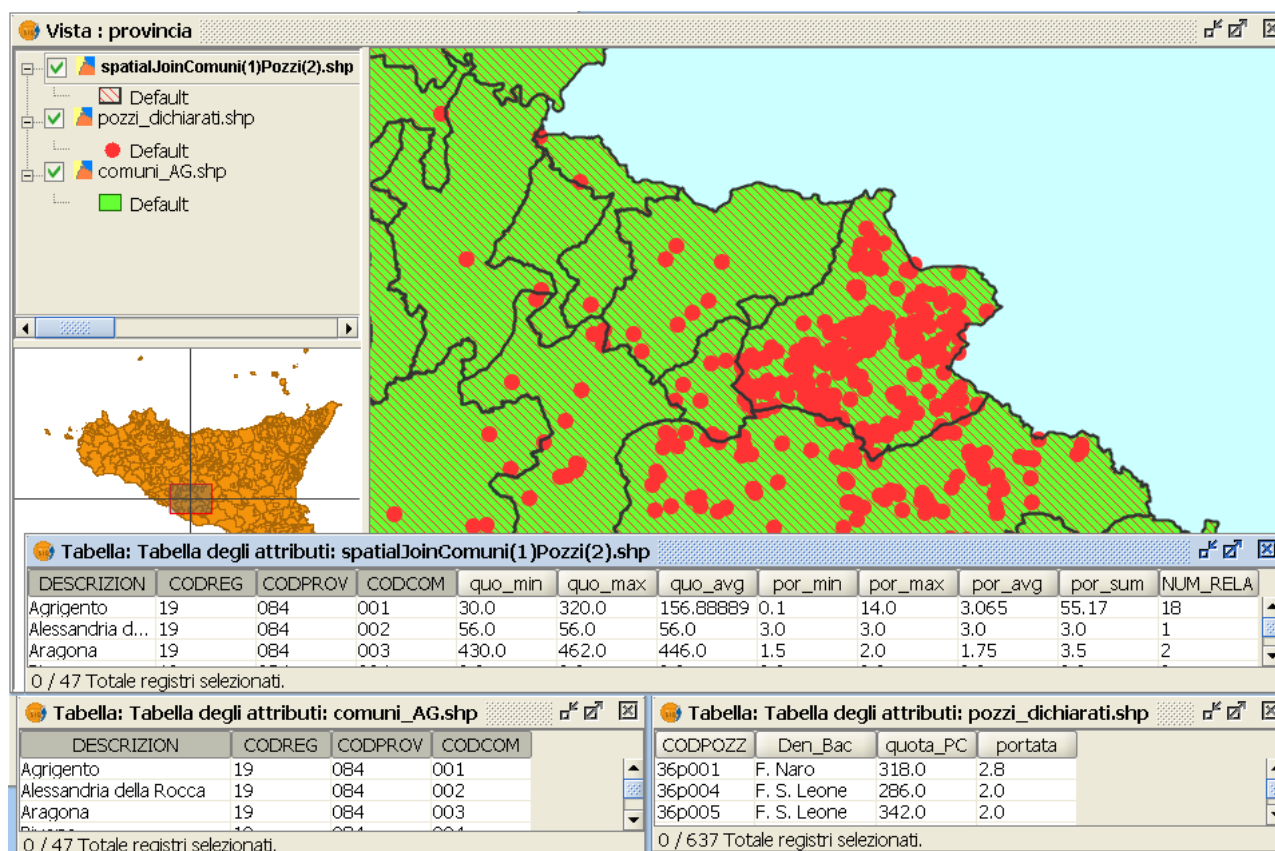 Vista : provincia
spatialJoinComuni(1)Pozzi(2).shp
Default
pozzi_dichiarati.shp
Default
comuni_AG.shp
Default
Tabella: Tabella degli attributi: spatialJoinComuni(1)Pozzi(2).shp
DESCRIZION CODREG CODPROV CODCOM quo_min quo_max quo_avg por_min por_max por_avg por_sum NUM_RELA
Agrigento 19 084 001 30.0 320.0 156.88889 0.1 14.0 3.065 55.17 18
Alessandria d... 19 084 002 56.0 56.0 56.0 3.0 3.0 3.0 3.0 1
Aragona 19 084 003 430.0 462.0 446.0 1.5 2.0 1.75 3.5 2
0 / 47 Totale registri selezionati.
Tabella: Tabella degli attributi: comuni_AG.shp
DESCRIZION CODREG CODPROV CODCOM
Agrigento 19 084 001
Alessandria della Rocca 19 084 002
Aragona 19 084 003
0 / 47 Totale registri selezionati.
Tabella: Tabella degli attributi: pozzi_dichiarati.shp
CODPOZZ Den_Bac quota_PC portata
36p001 F. Naro 318.0 2.8
36p004 F. S. Leone 286.0 2.0
36p005 F. S. Leone 342.0 2.0
0 / 637 Totale registri selezionati.